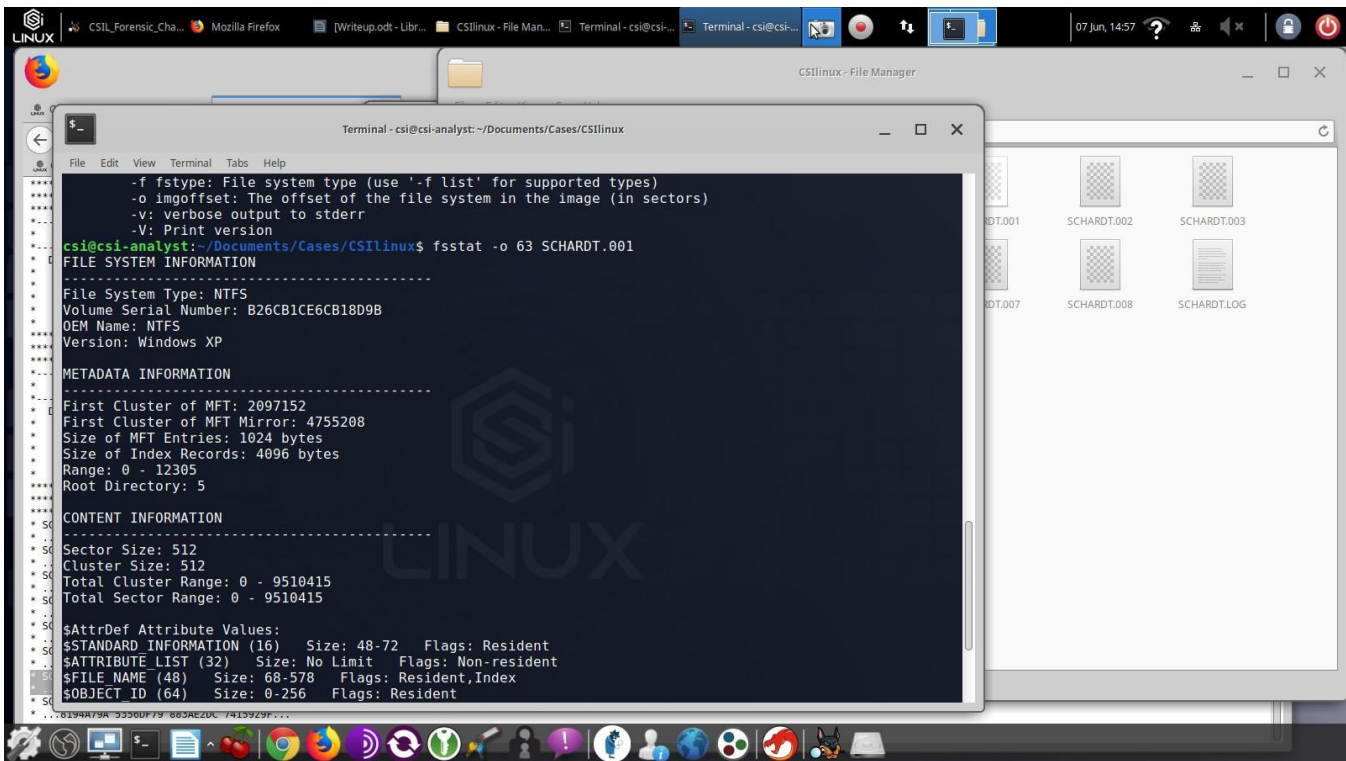 LINUX
CSIL_Forensic_Cha...
Mozilla Firefox
[Writeup.odt - Libr...
CSIlinux - File Man...
Terminal - csi@csi-...
Terminal - csi@csi-...
07 Jun, 14:57
CSIlinux - File Manager
Terminal - csi@csi-analyst: ~/Documents/Cases/CSIlinux
File Edit View Terminal Tabs Help
-f fstype: File system type (use '-f list' for supported types)
-o imgoffset: The offset of the file system in the image (in sectors)
-v: verbose output to stderr
-V: Print version
csi@csi-analyst:~/Documents/Cases/CSIlinux$ fsstat -o 63 SCHARDT.001
FILE SYSTEM INFORMATION
--------------------------------------------
File System Type: NTFS
Volume Serial Number: B26CB1CE6CB18D9B
OEM Name: NTFS
Version: Windows XP
METADATA INFORMATION
--------------------------------------------
First Cluster of MFT: 2097152
First Cluster of MFT Mirror: 4755208
Size of MFT Entries: 1024 bytes
Size of Index Records: 4096 bytes
Range: 0 - 12305
Root Directory: 5
CONTENT INFORMATION
--------------------------------------------
Sector Size: 512
Cluster Size: 512
Total Cluster Range: 0 - 9510415
Total Sector Range: 0 - 9510415
$AttrDef Attribute Values:
$STANDARD_INFORMATION (16) Size: 48-72 Flags: Resident
$ATTRIBUTE_LIST (32) Size: No Limit Flags: Non-resident
$FILE_NAME (48) Size: 68-578 Flags: Resident,Index
$OBJECT_ID (64) Size: 0-256 Flags: Resident
LINUX
RDT.001
SCHARDT.002
SCHARDT.003
RDT.007
SCHARDT.008
SCHARDT.LOG